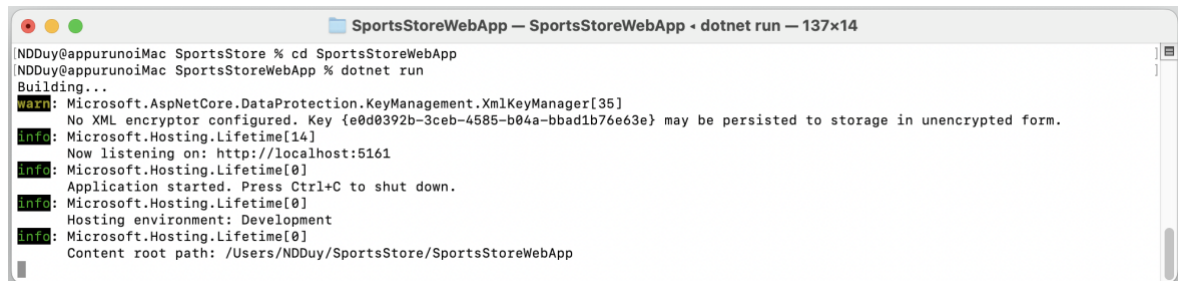 SportsStoreWebApp — SportsStoreWebApp ◂ dotnet run — 137×14
[NDDuy@appurunoiMac SportsStore % cd SportsStoreWebApp ]
[NDDuy@appurunoiMac SportsStoreWebApp % dotnet run ]
Building...
warn: Microsoft.AspNetCore.DataProtection.KeyManagement.XmlKeyManager[35]
No XML encryptor configured. Key {e0d0392b-3ceb-4585-b04a-bbad1b76e63e} may be persisted to storage in unencrypted form.
info: Microsoft.Hosting.Lifetime[14]
Now listening on: http://localhost:5161
info: Microsoft.Hosting.Lifetime[0]
Application started. Press Ctrl+C to shut down.
info: Microsoft.Hosting.Lifetime[0]
Hosting environment: Development
info: Microsoft.Hosting.Lifetime[0]
Content root path: /Users/NDDuy/SportsStore/SportsStoreWebApp